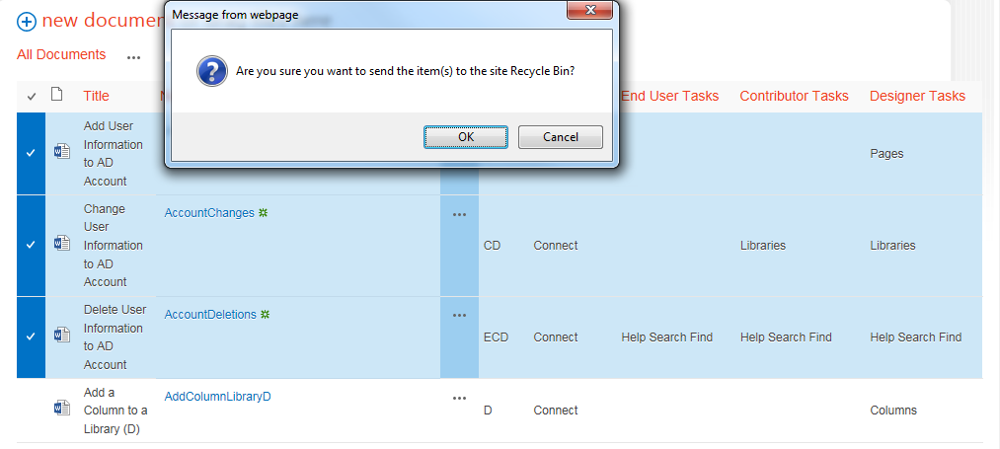 new documen
Message from webpage
Are you sure you want to send the item(s) to the site Recycle Bin?
OK
Cancel
All Documents ...
Title
End User Tasks
Contributor Tasks
Designer Tasks
Add User
Information
to AD
Account
Pages
Change
User
Information
to AD
Account
AccountChanges
...
CD
Connect
Libraries
Libraries
Delete User
Information
to AD
Account
AccountDeletions
...
ECD
Connect
Help Search Find
Help Search Find
Help Search Find
Add a
Column to a
Library (D)
AddColumnLibraryD
...
D
Connect
Columns